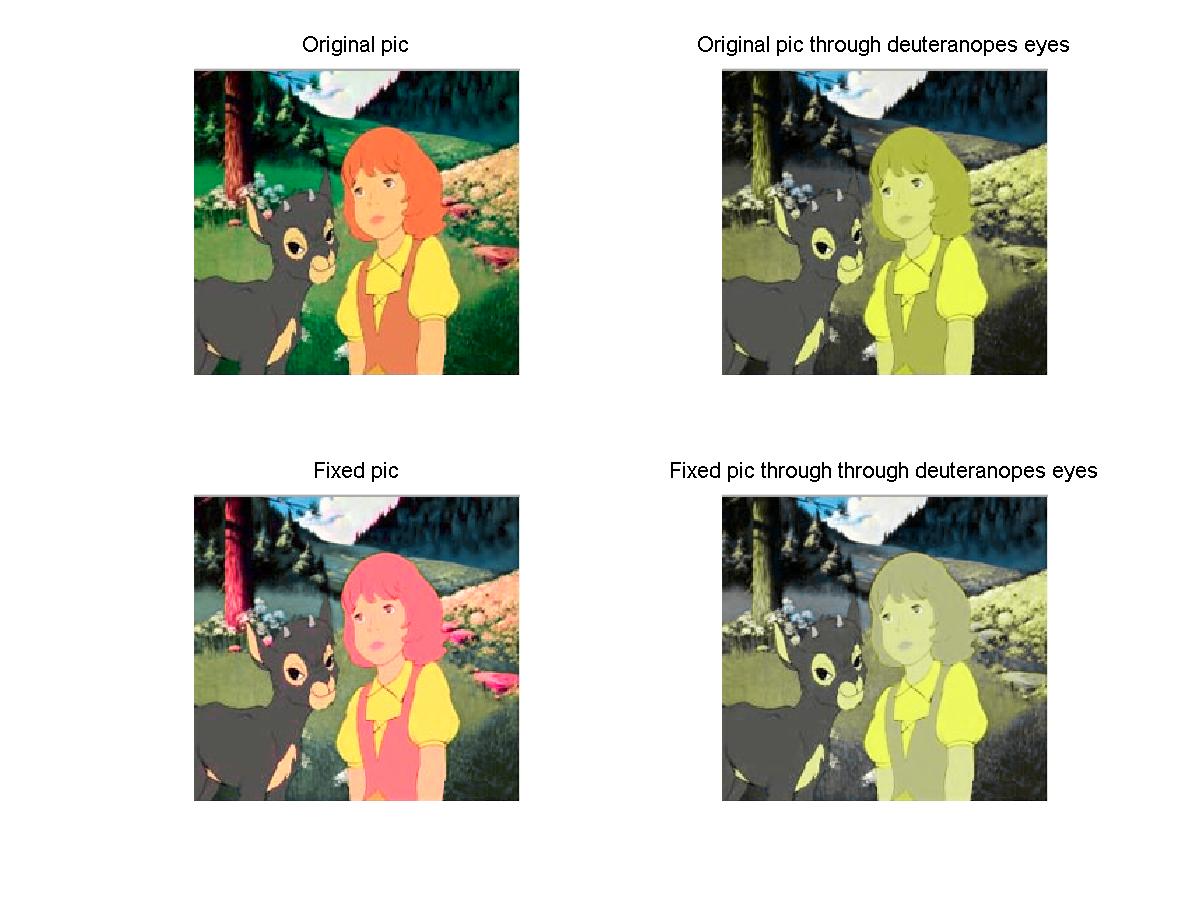 Original pic
Original pic through deuteranopes eyes
Fixed pic
Fixed pic through through deuteranopes eyes